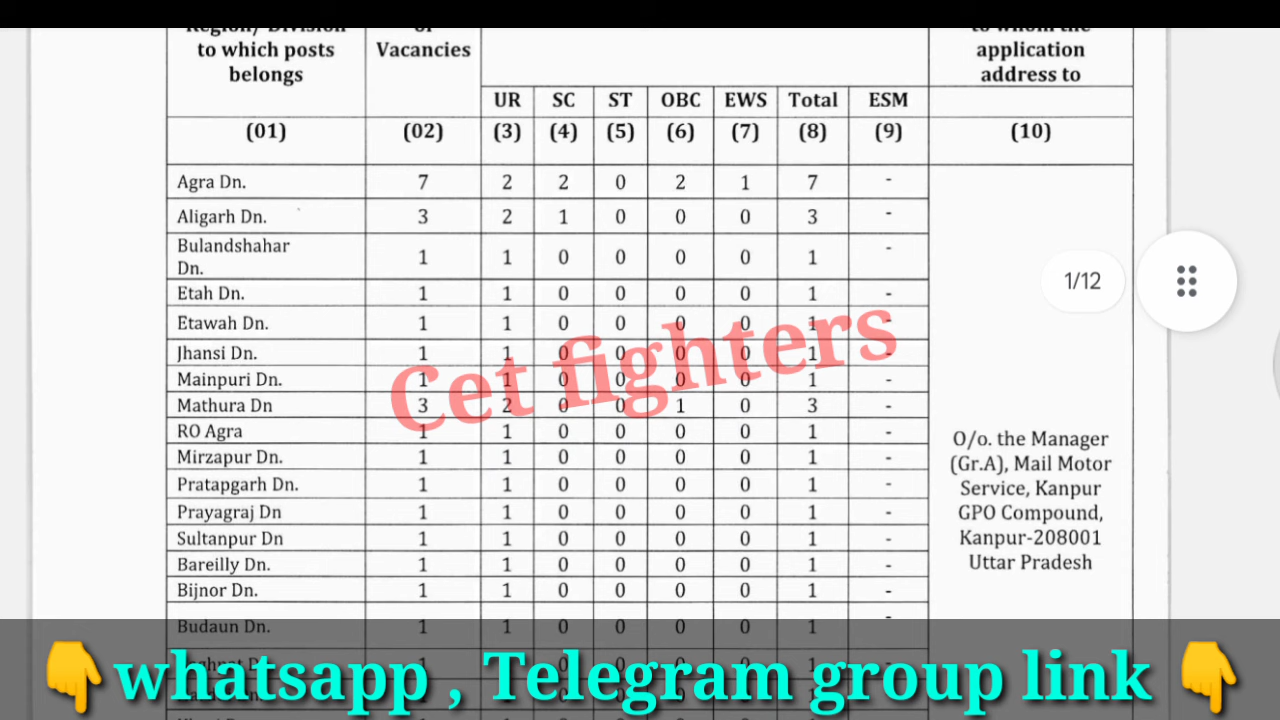 Region/ Division
to which posts
belongs
of
Vacancies
to whom the
application
address to
UR SC ST OBC EWS Total ESM
(01) (02) (3) (4) (5) (6) (7) (8) (9) (10)
Agra Dn. 7 2 2 0 2 1 7 -
Aligarh Dn. 3 2 1 0 0 0 3 -
Bulandshahar
Dn. 1 1 0 0 0 0 1 -
Etah Dn. 1 1 0 0 0 0 1 -
Etawah Dn. 1 1 0 0 0 0 1 -
Jhansi Dn. 1 1 0 0 0 0 1 -
Mainpuri Dn. 1 1 0 0 0 0 1 -
Mathura Dn 3 2 0 0 1 0 3 -
RO Agra 1 1 0 0 0 0 1 -
Mirzapur Dn. 1 1 0 0 0 0 1 -
Pratapgarh Dn. 1 1 0 0 0 0 1 -
Prayagraj Dn 1 1 0 0 0 0 1 -
Sultanpur Dn 1 1 0 0 0 0 1 -
Bareilly Dn. 1 1 0 0 0 0 1 -
Bijnor Dn. 1 1 0 0 0 0 1 -
Budaun Dn. 1 1 0 0 0 0 1 -
O/o. the Manager
(Gr.A), Mail Motor
Service, Kanpur
GPO Compound,
Kanpur-208001
Uttar Pradesh
Cet fighters
1/12
👇whatsapp , Telegram group link 👇